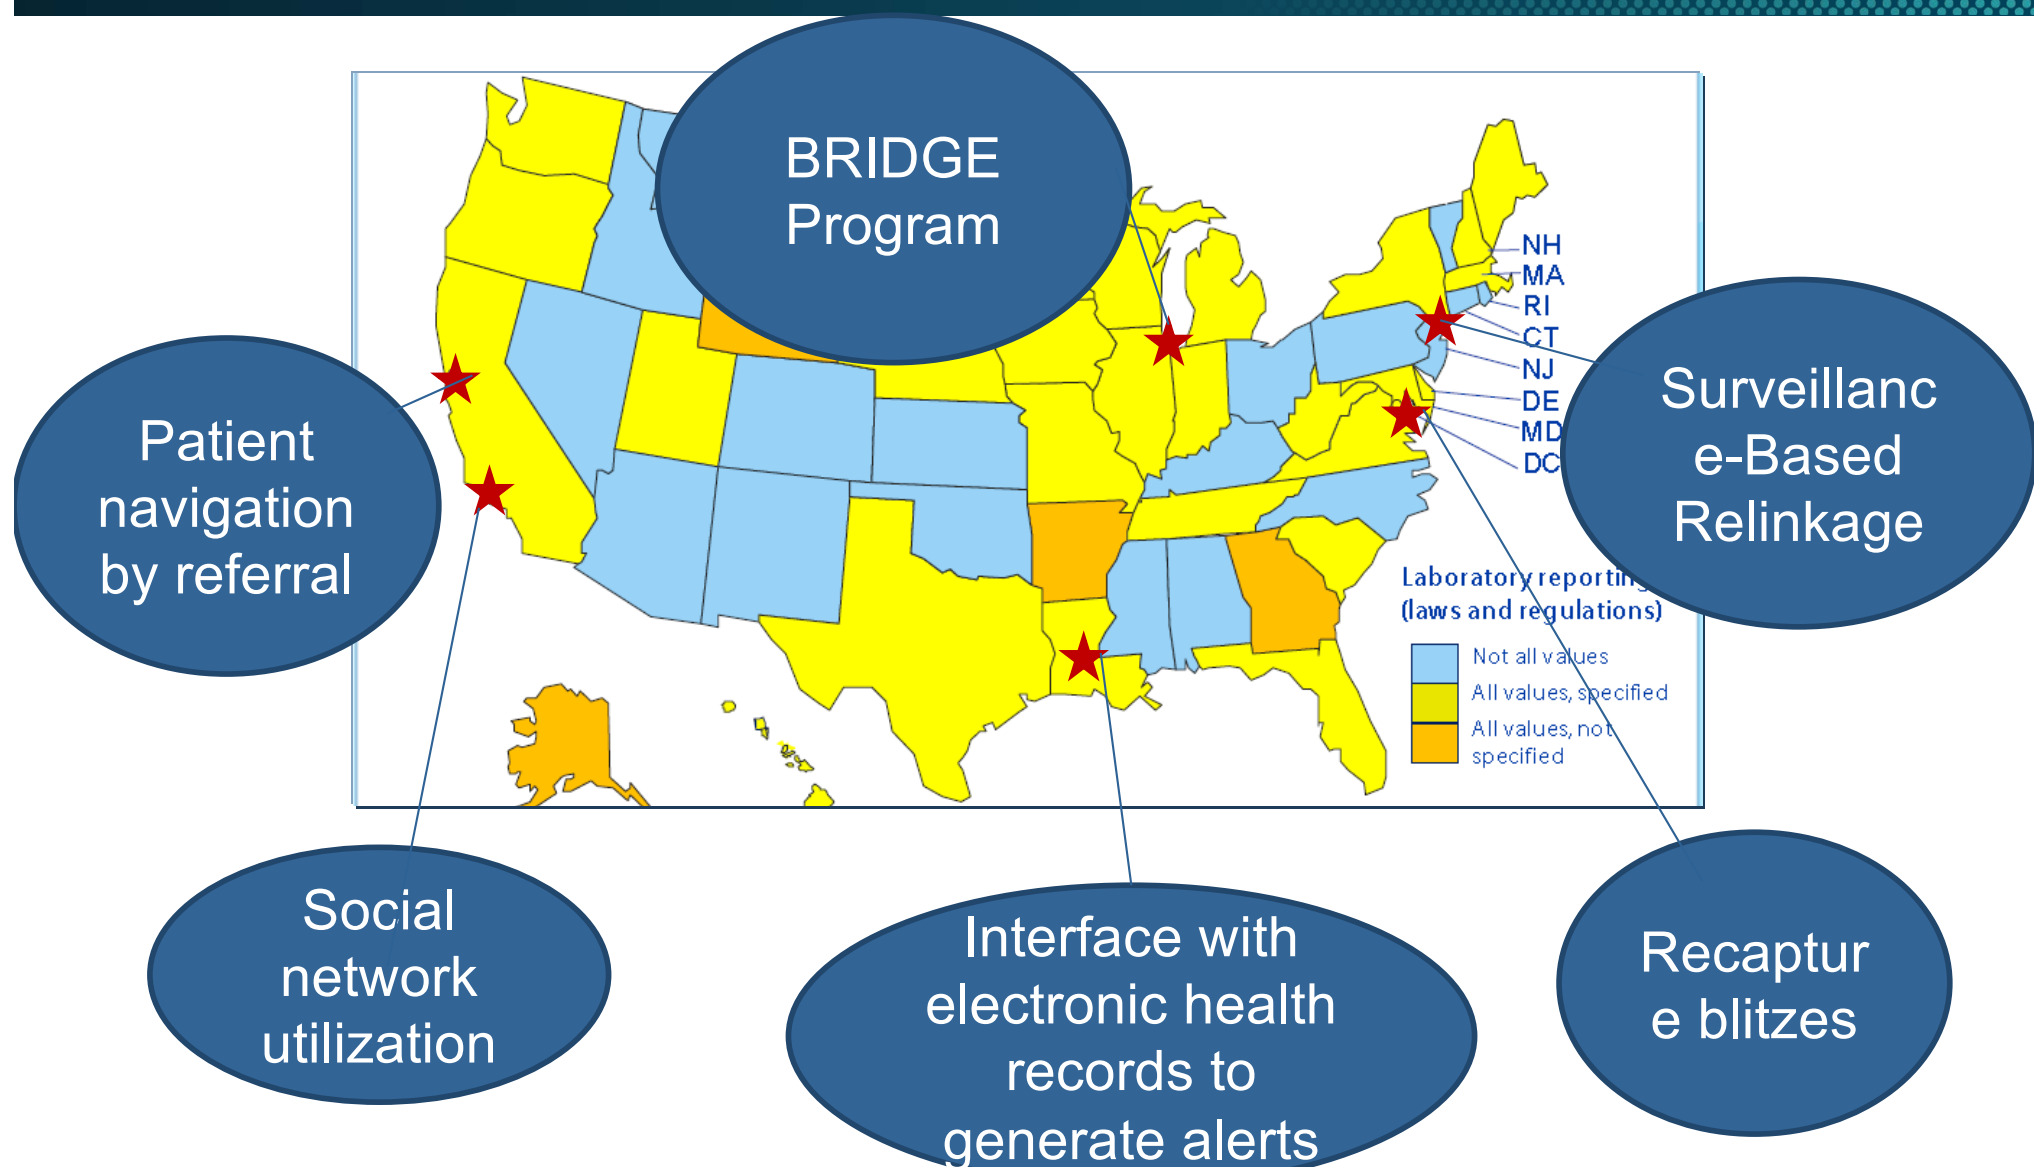 BRIDGE
Program
NH
MA
RI
CT
NJ
DE
MD
DC
Surveillanc
e-Based
Relinkage
Patient
navigation
by referral
Laboratory reporting
(laws and regulations)
Not all values
All values, specified
All values, not
specified
Social
network
utilization
Interface with
electronic health
records to
generate alerts
Recaptur
e blitzes